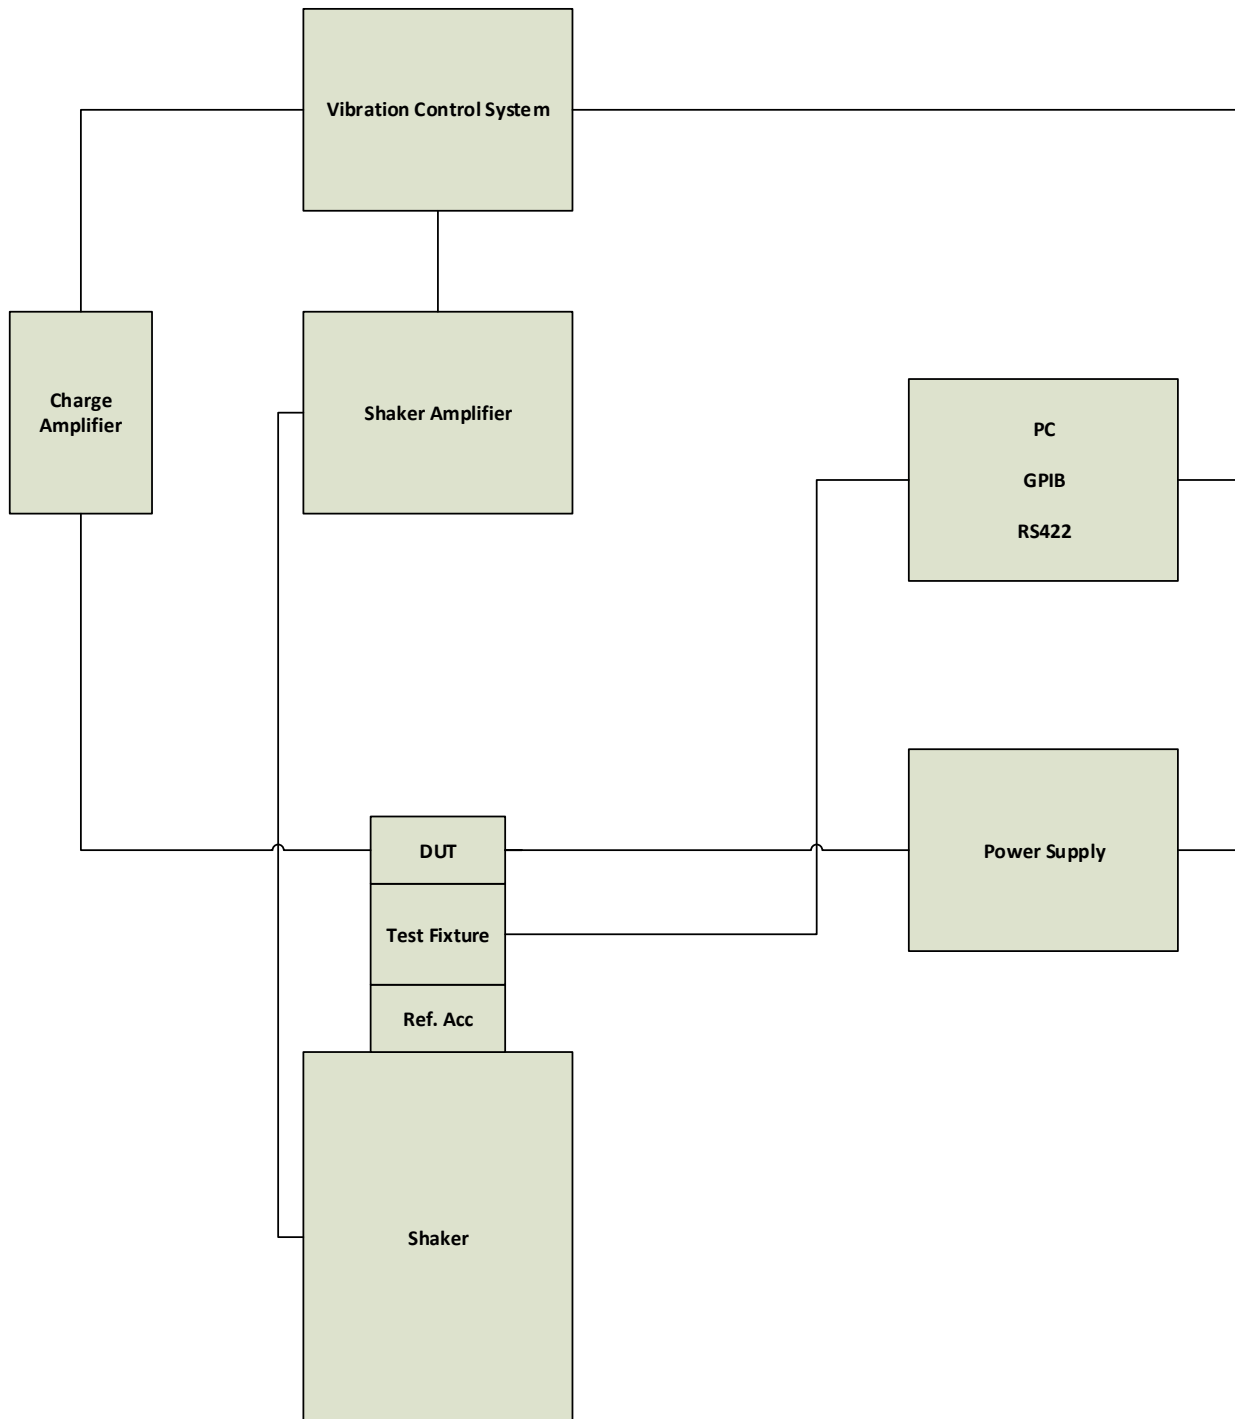 Vibration Control System
Charge
Amplifier
Shaker Amplifier
PC
GPIB
RS422
DUT
Power Supply
Test Fixture
Ref. Acc
Shaker